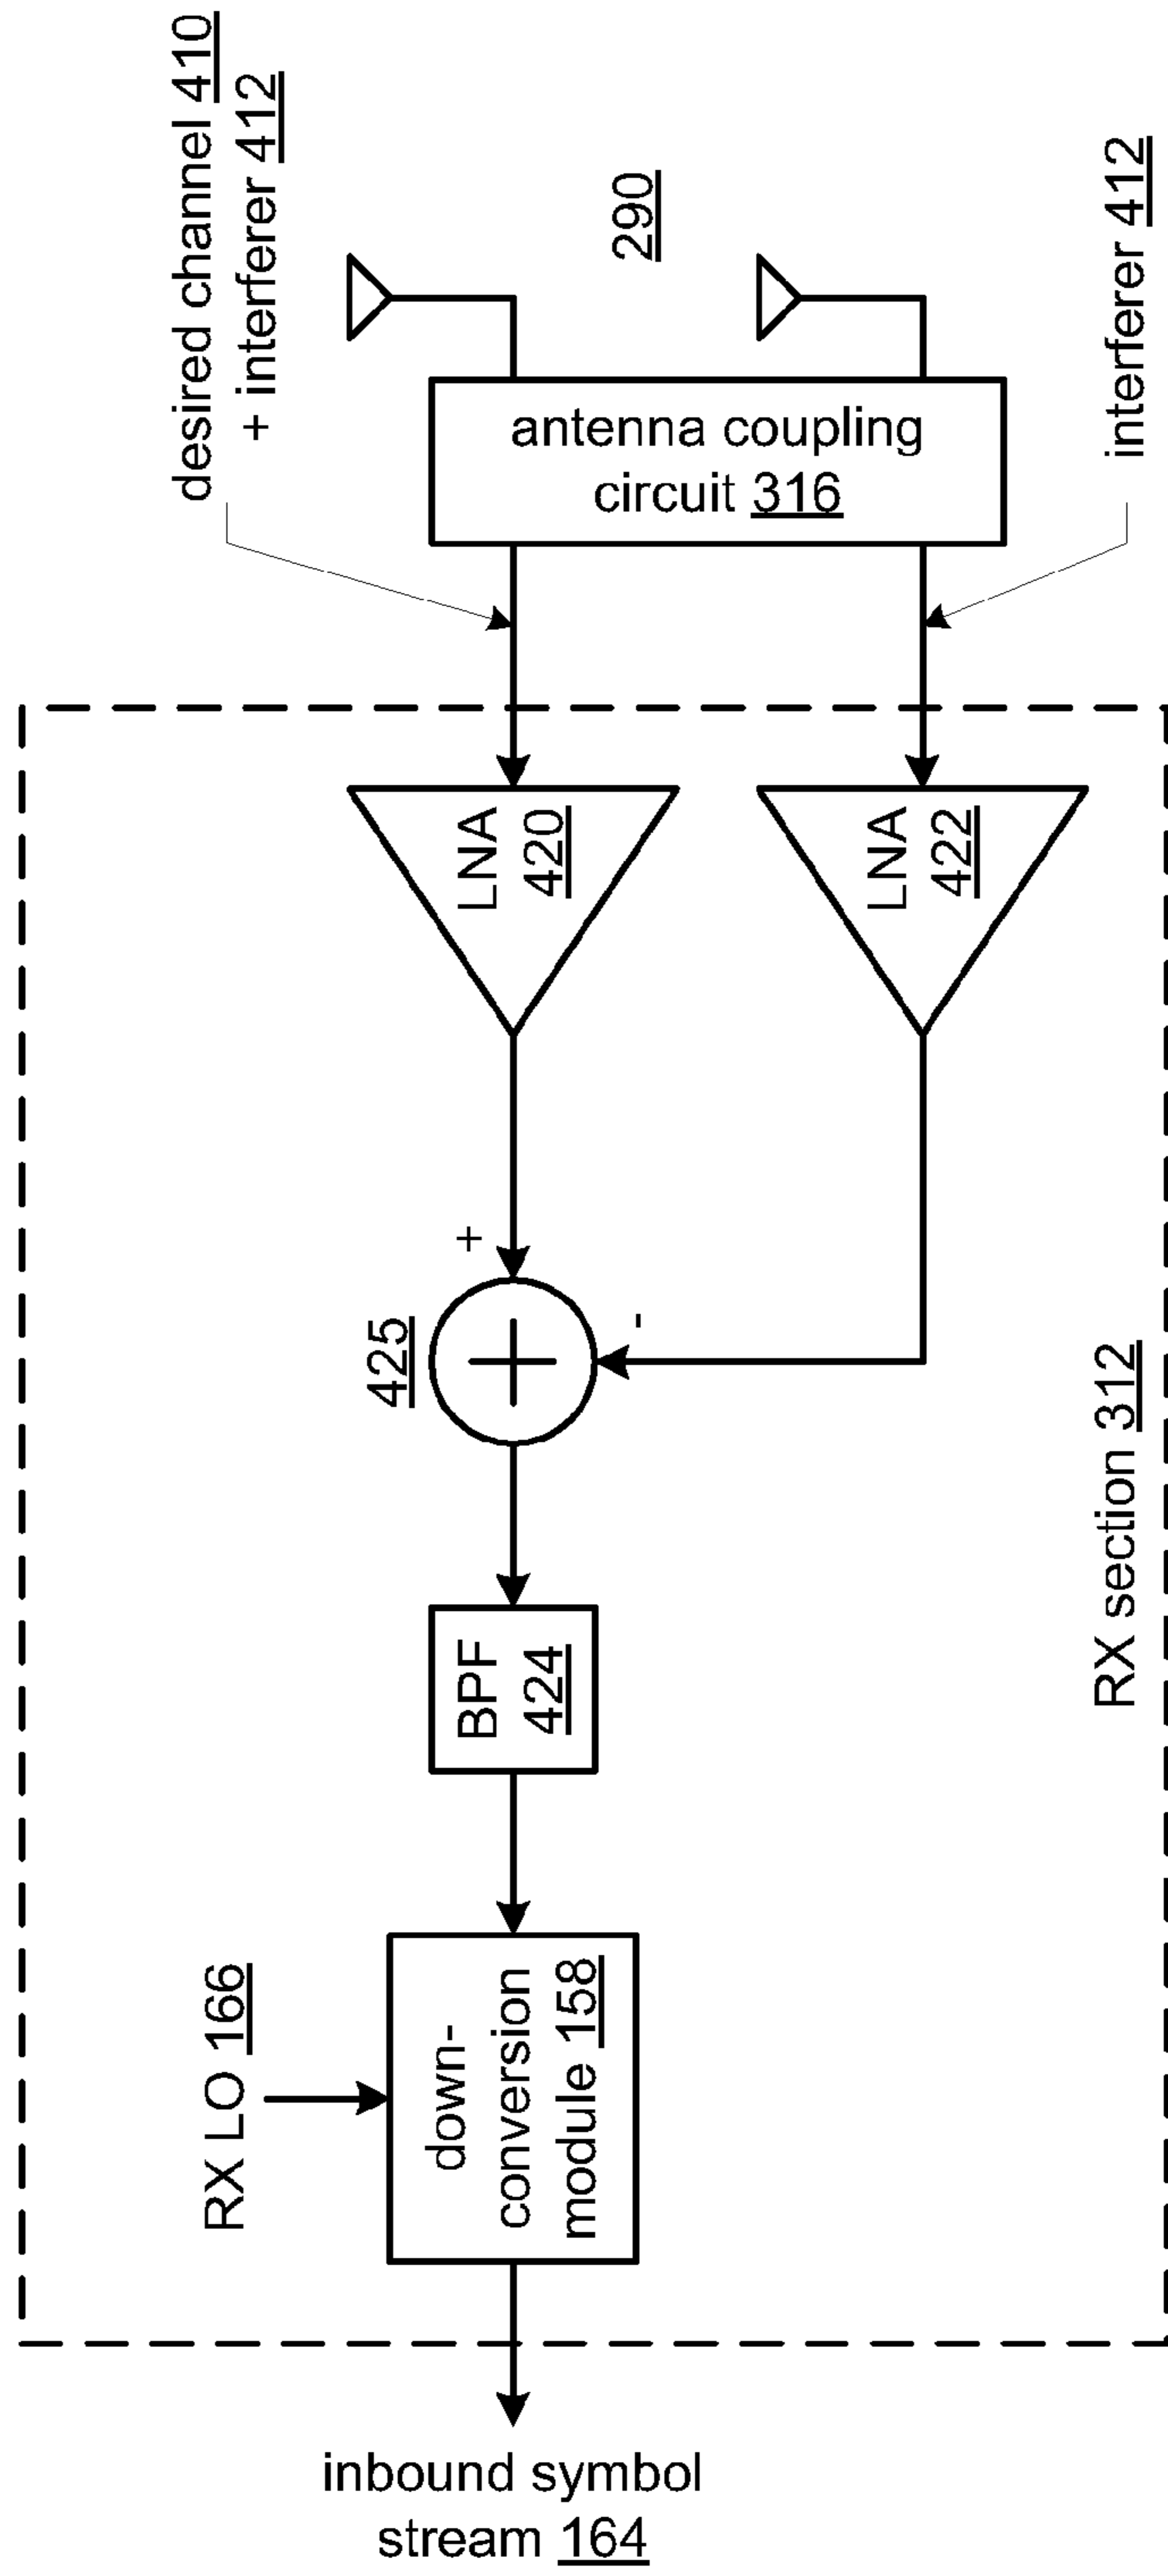 desired channel 410
+ interferer 412
290
antenna coupling
circuit 316
interferer 412
LNA
420
LNA
422
+
-
425
BPF
424
RX section 312
RX LO 166
down-
conversion
module 158
inbound symbol
stream 164